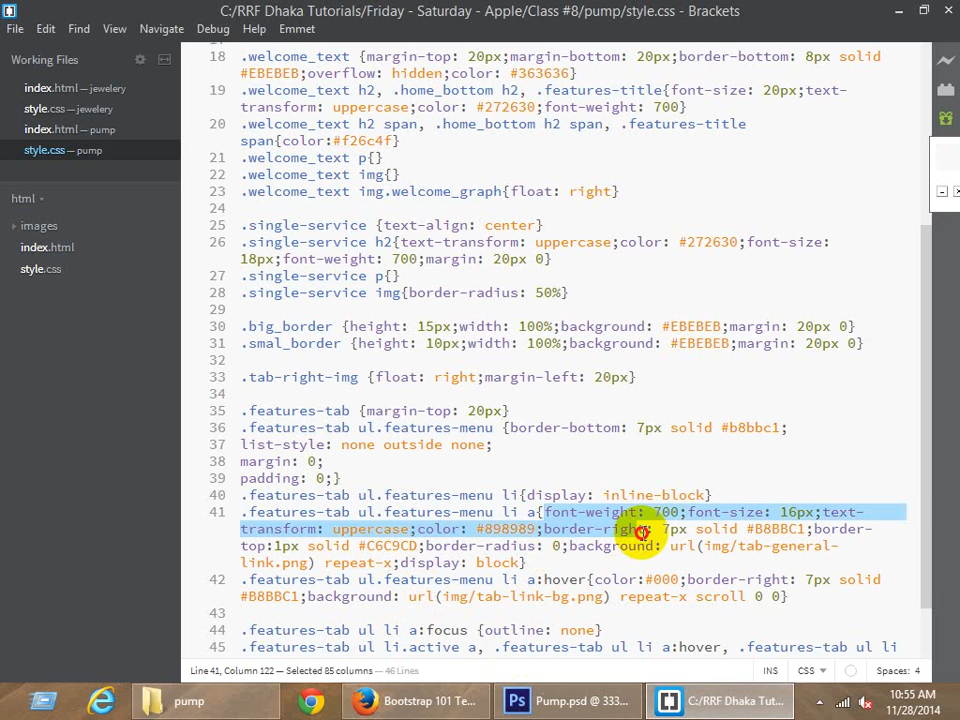 C:/RRF Dhaka Tutorials/Friday - Saturday - Apple/Class #8/pump/style.css - Brackets
File Edit View Navigate Debug Help Emmet
Working Files
index.html — jewelery
style.css — jewelery
index.html — pump
style.css — pump
html
images
index.html
style.css
18 .welcome_text {margin-top: 20px;margin-bottom: 20px;border-bottom: 8px solid
#EBEBEB;overflow: hidden;color: #363636}
19 .welcome_text h2, .home_bottom h2, .features-title{font-size: 20px;text-
transform: uppercase;color: #272630;font-weight: 700}
20 .welcome_text h2 span, .home_bottom h2 span, .features-title
span{color:#f26c4f}
21 .welcome_text p{}
22 .welcome_text img{}
23 .welcome_text img.welcome_graph{float: right}
24
25 .single-service {text-align: center}
26 .single-service h2{text-transform: uppercase;color: #272630;font-size:
18px;font-weight: 700;margin: 20px 0}
27 .single-service p{}
28 .single-service img{border-radius: 50%}
29
30 .big_border {height: 15px;width: 100%;background: #EBEBEB;margin: 20px 0}
31 .smal_border {height: 10px;width: 100%;background: #EBEBEB;margin: 20px 0}
32
33 .tab-right-img {float: right;margin-left: 20px}
34
35 .features-tab {margin-top: 20px}
36 .features-tab ul.features-menu {border-bottom: 7px solid #b8bbc1;
37 list-style: none outside none;
38 margin: 0;
39 padding: 0;}
40 .features-tab ul.features-menu li{display: inline-block}
41 .features-tab ul.features-menu li a{font-weight: 700;font-size: 16px;text-
transform: uppercase;color: #898989;border-right: 7px solid #B8BBC1;border-
top:1px solid #C6C9CD;border-radius: 0;background: url(img/tab-general-
link.png) repeat-x;display: block}
42 .features-tab ul.features-menu li a:hover{color:#000;border-right: 7px solid
#B8BBC1;background: url(img/tab-link-bg.png) repeat-x scroll 0 0}
43
44 .features-tab ul li a:focus {outline: none}
45 .features-tab ul li.active a, .features-tab ul li a:hover, .features-tab ul li
Line 41, Column 122 — Selected 85 columns — 46 Lines
INS CSS Spaces: 4
pump
Bootstrap 101 Te...
Pump.psd @ 333...
C:/RRF Dhaka Tut...
10:55 AM
11/28/2014